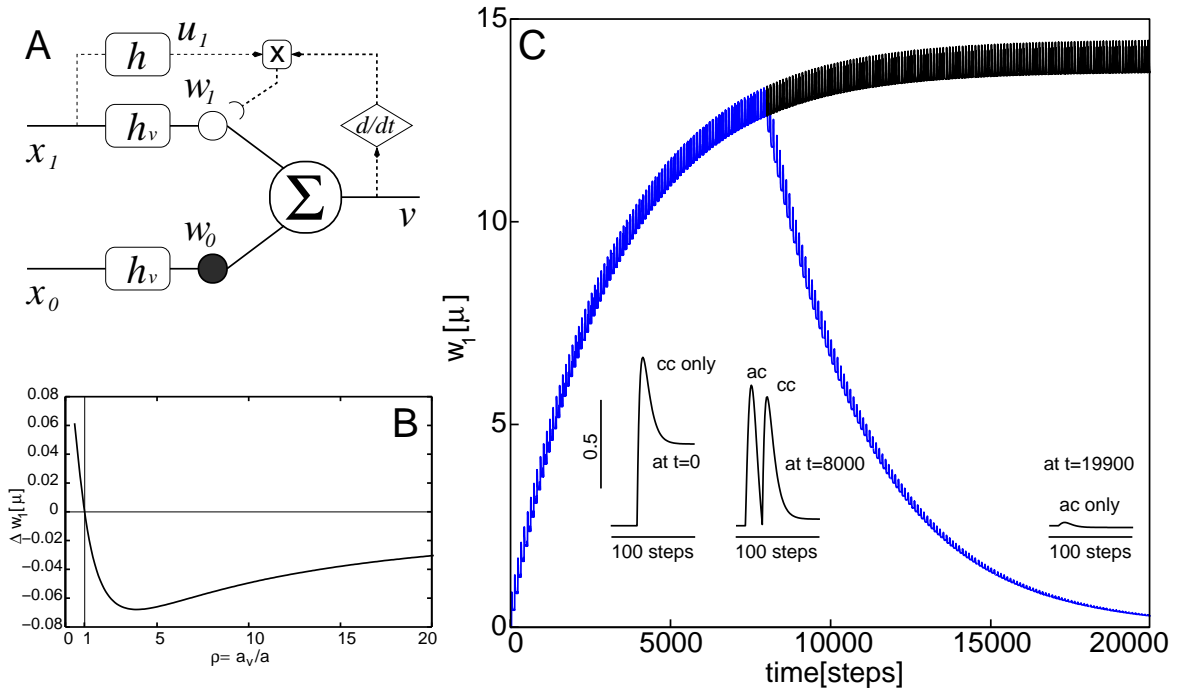 A
h
u1
x
w1
hv
x1
d/dt
Σ
v
w0
hv
x0
B
Δ w1[μ]
0.08
0.06
0.04
0.02
0
−0.02
−0.04
−0.06
−0.08
0 1 5 10 15 20
ρ= av/a
C
w1[μ]
15
10
5
0
0 5000 10000 15000 20000
time[steps]
0.5
cc only
at t=0
100 steps
ac
cc
at t=8000
100 steps
at t=19900
ac only
100 steps